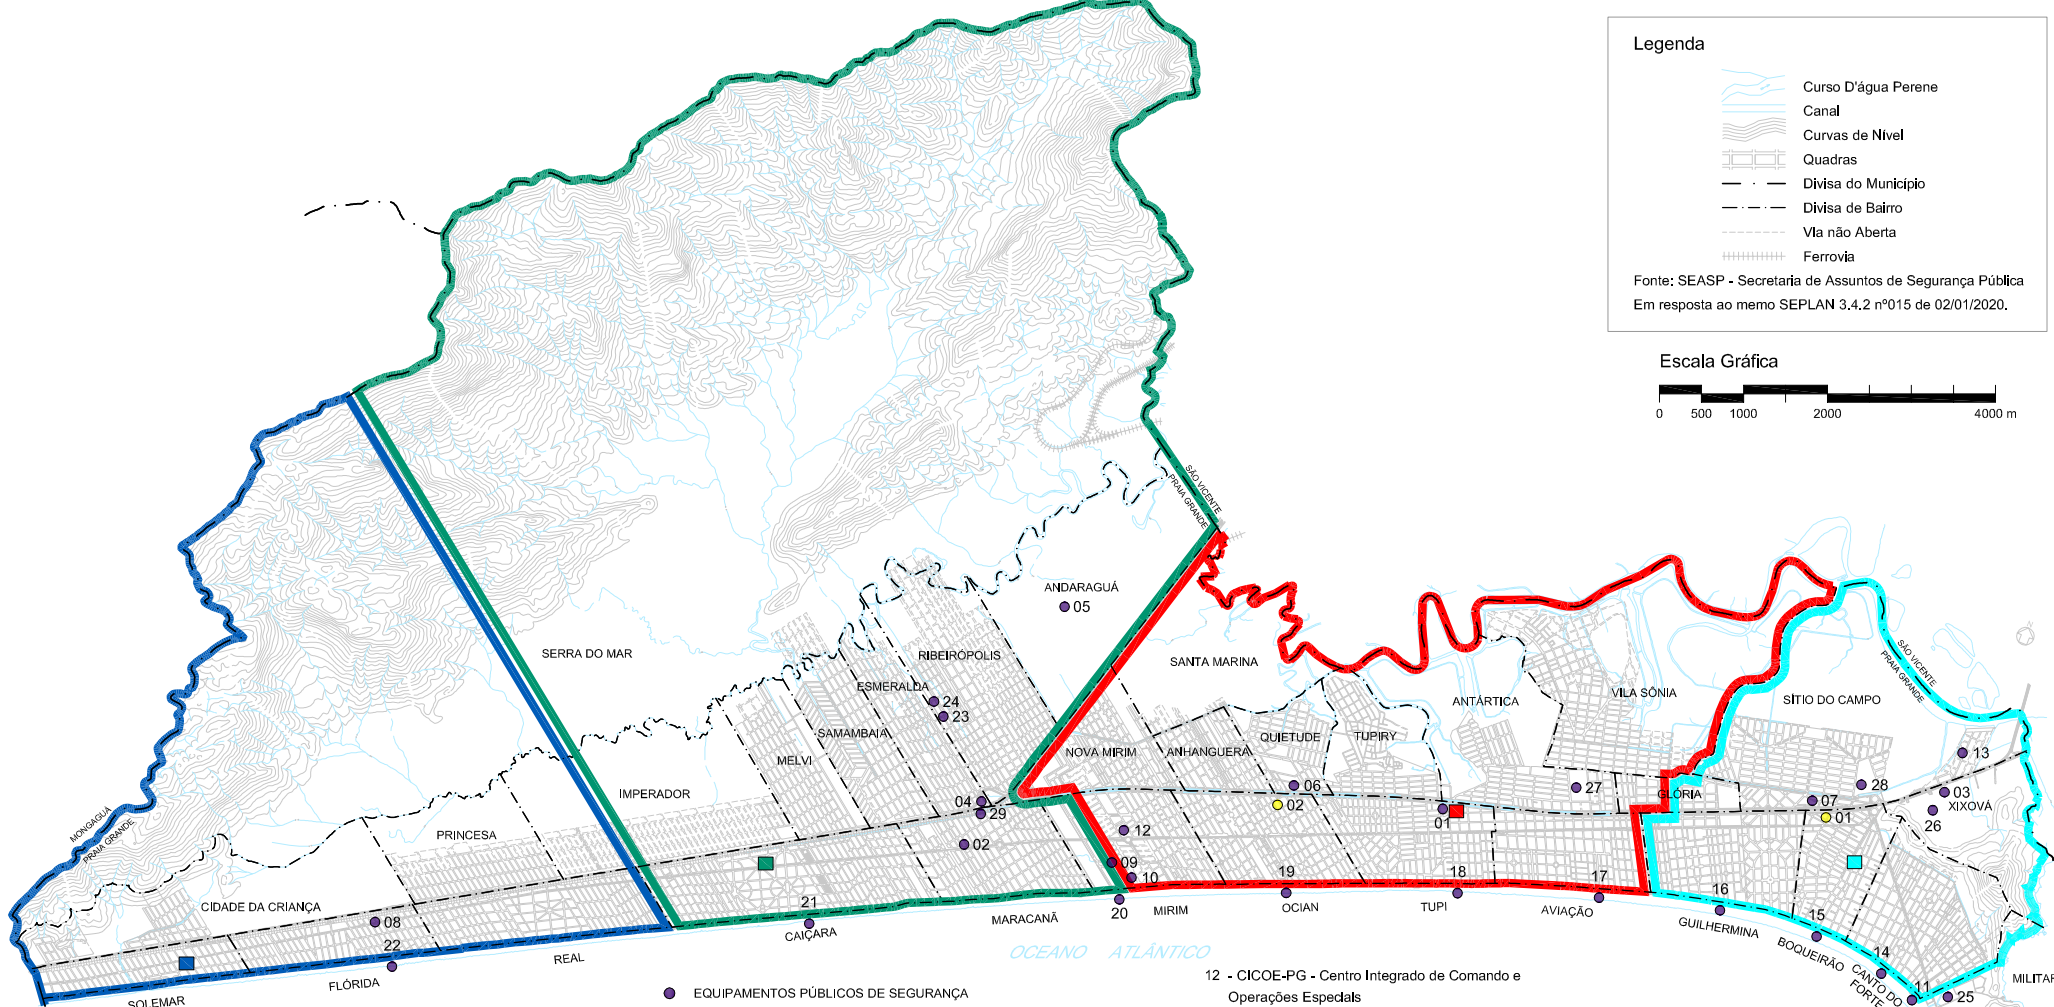 Legenda
Curso D'água Perene
Canal
Curvas de Nível
Quadras
Divisa do Município
Divisa de Bairro
Via não Aberta
Ferrovia
Fonte: SEASP - Secretaria de Assuntos de Segurança Pública
Em resposta ao memo SEPLAN 3.4.2 nº015 de 02/01/2020.
Escala Gráfica
0 500 1000 2000 4000 m
SÃO VICENTE
PRAIA GRANDE
ANDARAGUÁ
05
SERRA DO MAR
RIBEIRÓPOLIS
SANTA MARINA
SÃO VICENTE
PRAIA GRANDE
ESMERALDA
24
23
ANTÁRTICA
VILA SÔNIA
SÍTIO DO CAMPO
SAMAMBAIA
MELVI
NOVA MIRIM
ANHANGUERA
QUIETUDE
TUPIRY
13
IMPERADOR
04
29
06
02
27
GLÓRIA
28
03
XIXOVÁ
07
01
26
01
MONGAGUÁ
PRAIA GRANDE
PRINCESA
12
02
09
10
CIDADE DA CRIANÇA
08
22
21
CAIÇARA
MARACANÃ
20
MIRIM
19
OCIAN
18
TUPI
17
AVIAÇÃO
16
GUILHERMINA
15
BOQUEIRÃO
14
CANTO DO
FORTE
11
25
MILITAR
REAL
FLÓRIDA
SOLEMAR
OCEANO ATLÂNTICO
EQUIPAMENTOS PÚBLICOS DE SEGURANÇA
12 - CICOE-PG - Centro Integrado de Comando e
Operações Especiais